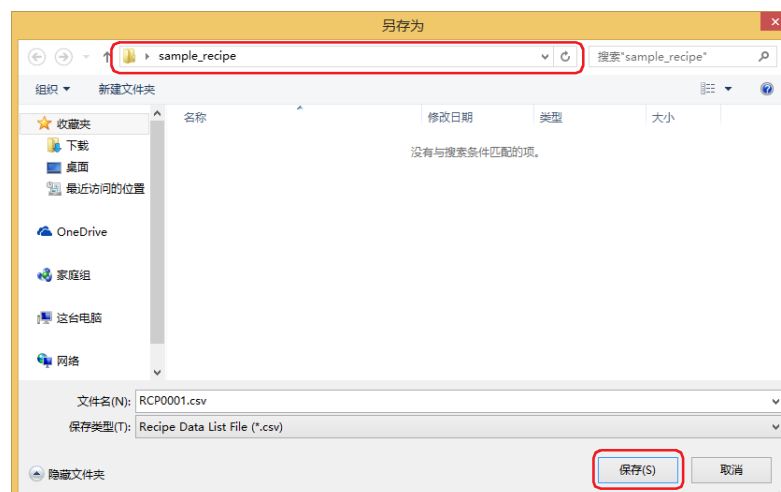 另存为
sample_recipe
搜索"sample_recipe"
组织 新建文件夹
名称 修改日期 类型 大小
没有与搜索条件匹配的项。
收藏夹
下载
桌面
最近访问的位置
OneDrive
家庭组
这台电脑
网络
文件名(N): RCP0001.csv
保存类型(T): Recipe Data List File (*.csv)
隐藏文件夹 保存(S) 取消